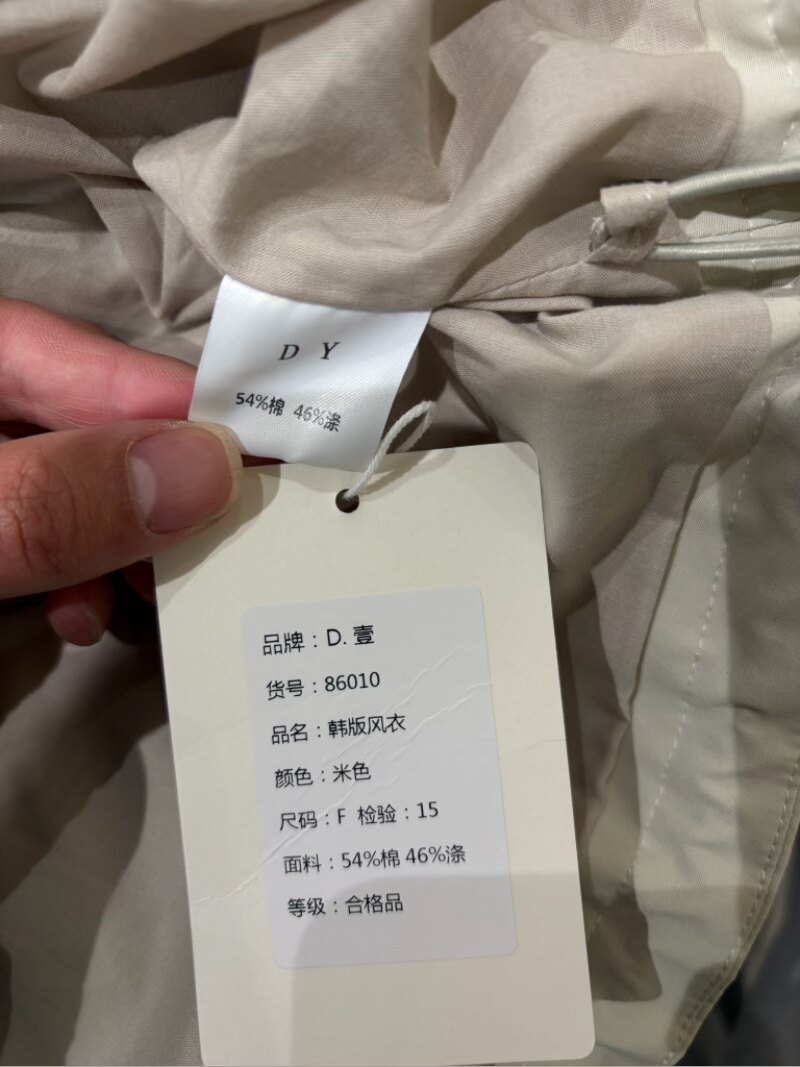 D Y
54%棉 46%涤
品牌：D. 壹
货号：86010
品名：韩版风衣
颜色：米色
尺码：F 检验：15
面料：54%棉 46%涤
等级：合格品